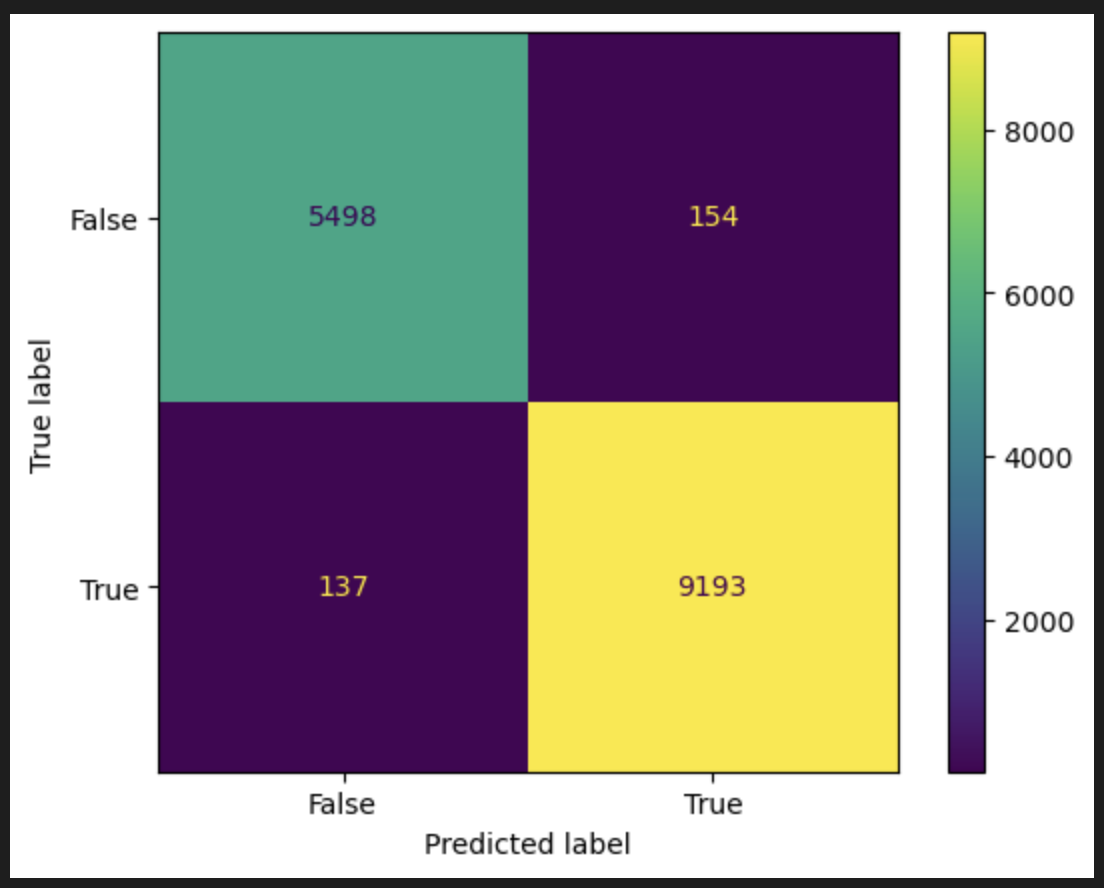 False
5498
154
True
137
9193
True label
False
True
Predicted label
8000
6000
4000
2000